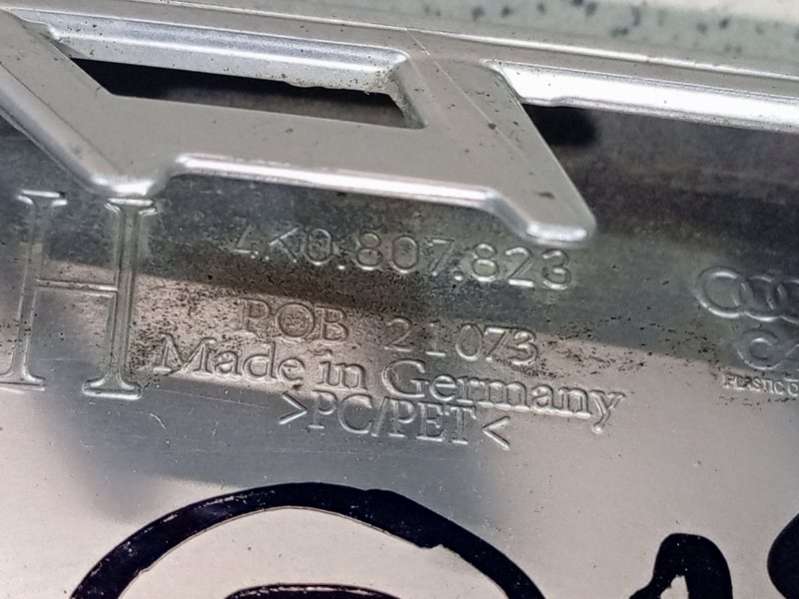 H
4K0.807.823
POB 21073
Made in Germany
>PC/PET<